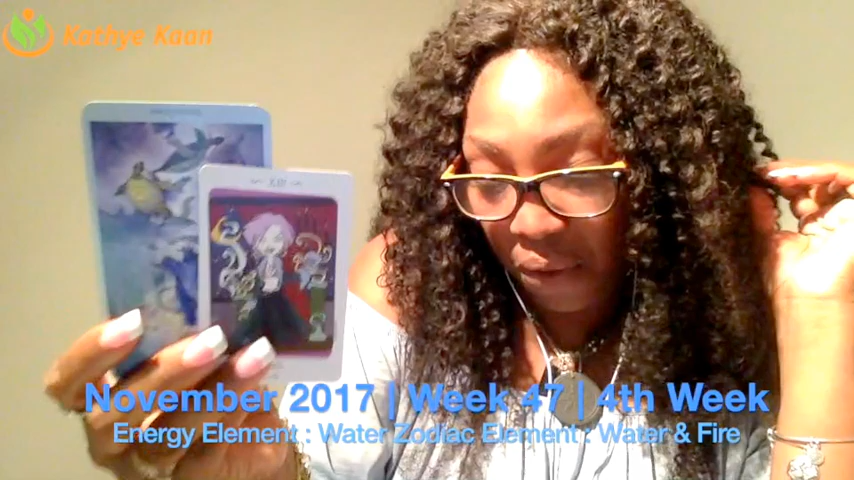 Kathye Kaan
November 2017 | Week 47 | 4th Week
Energy Element : Water Zodiac Element : Water & Fire